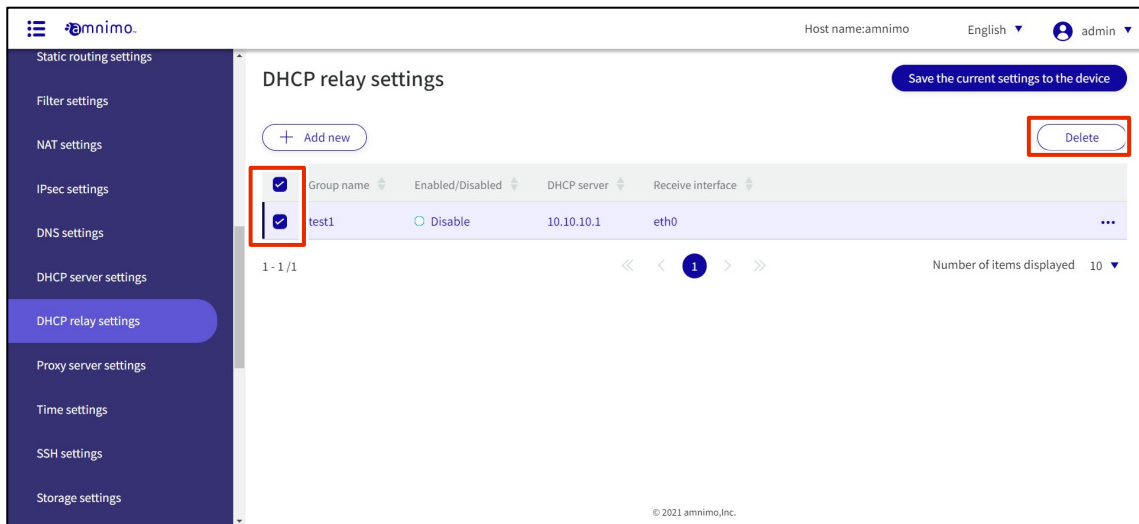 amnimo
Host name:amnimo
English
admin
Static routing settings
Filter settings
NAT settings
IPsec settings
DNS settings
DHCP server settings
DHCP relay settings
Proxy server settings
Time settings
SSH settings
Storage settings
DHCP relay settings
Save the current settings to the device
+ Add new
Delete
Group name Enabled/Disabled DHCP server Receive interface
test1 Disable 10.10.10.1 eth0 •••
1 - 1 /1 « < 1 > » Number of items displayed 10
© 2021 amnimo,Inc.